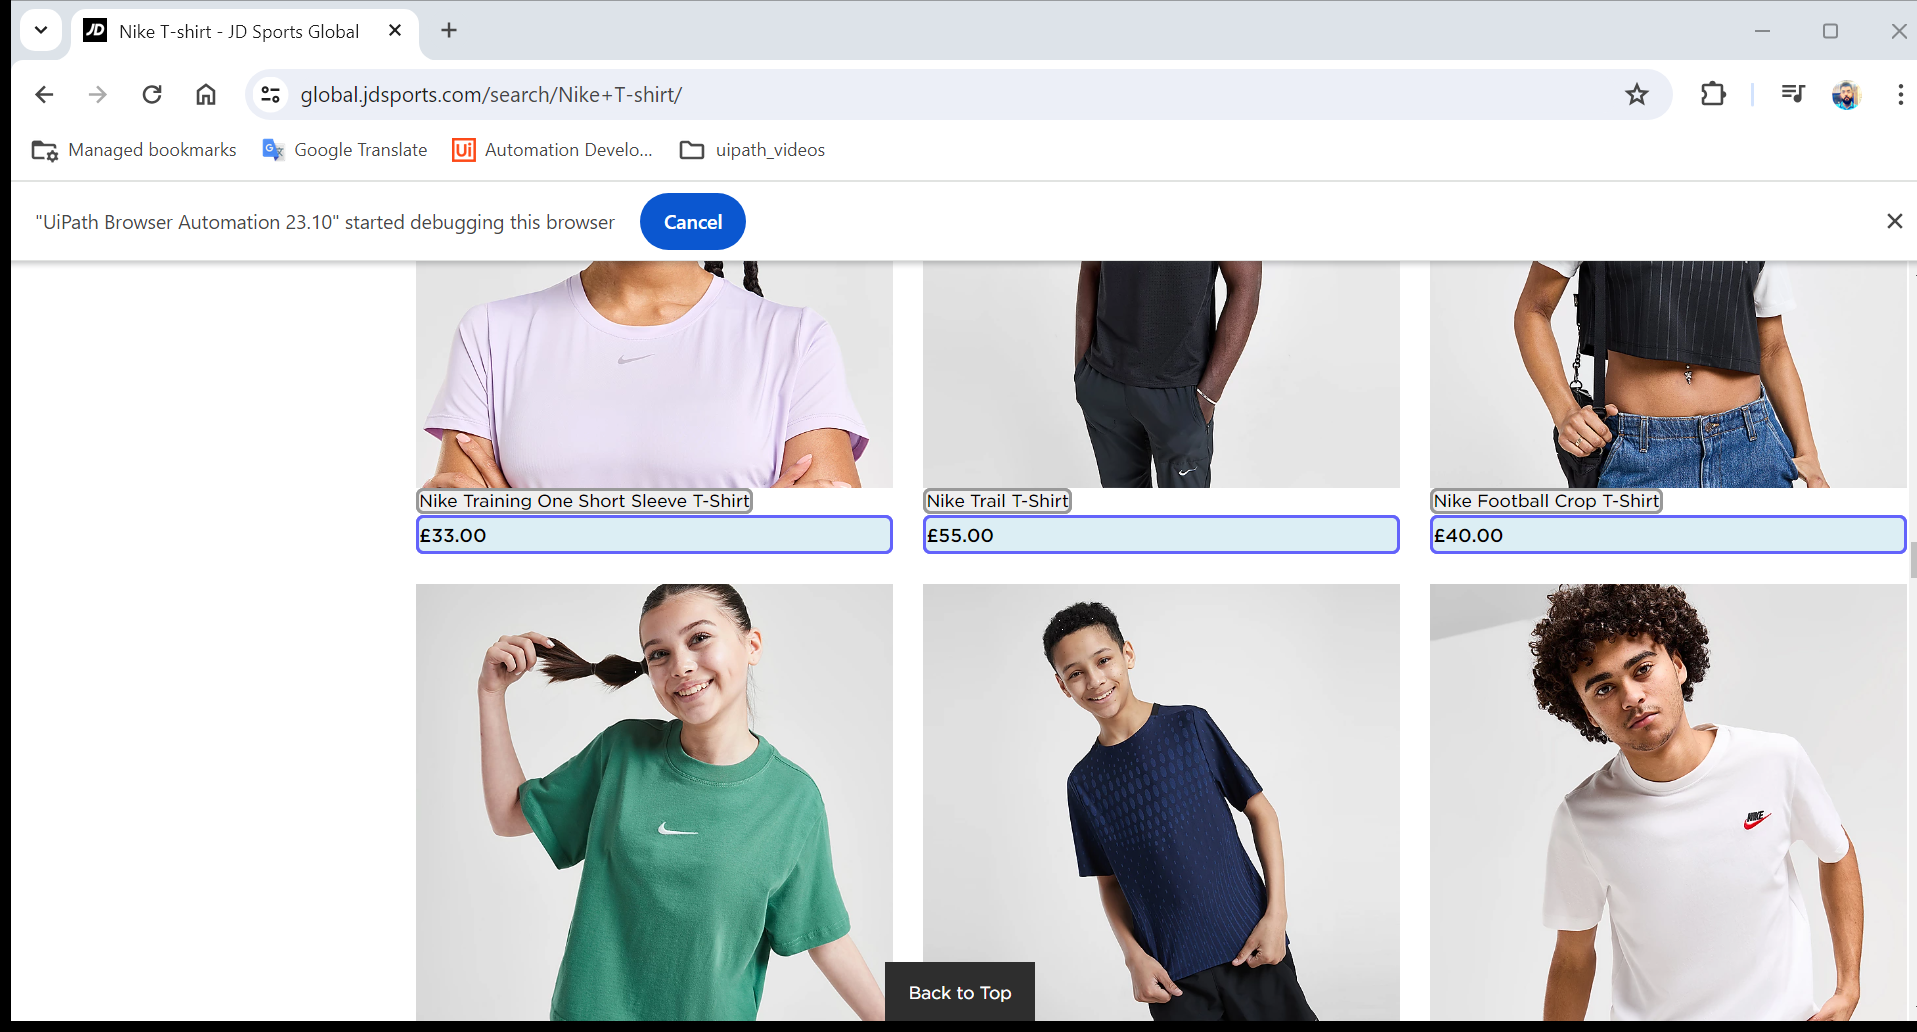 JD Nike T-shirt - JD Sports Global
global.jdsports.com/search/Nike+T-shirt/
Managed bookmarks Google Translate Ui Automation Develo... uipath_videos
"UiPath Browser Automation 23.10" started debugging this browser Cancel
Nike Training One Short Sleeve T-Shirt Nike Trail T-Shirt Nike Football Crop T-Shirt
£33.00 £55.00 £40.00
NIKE
Back to Top